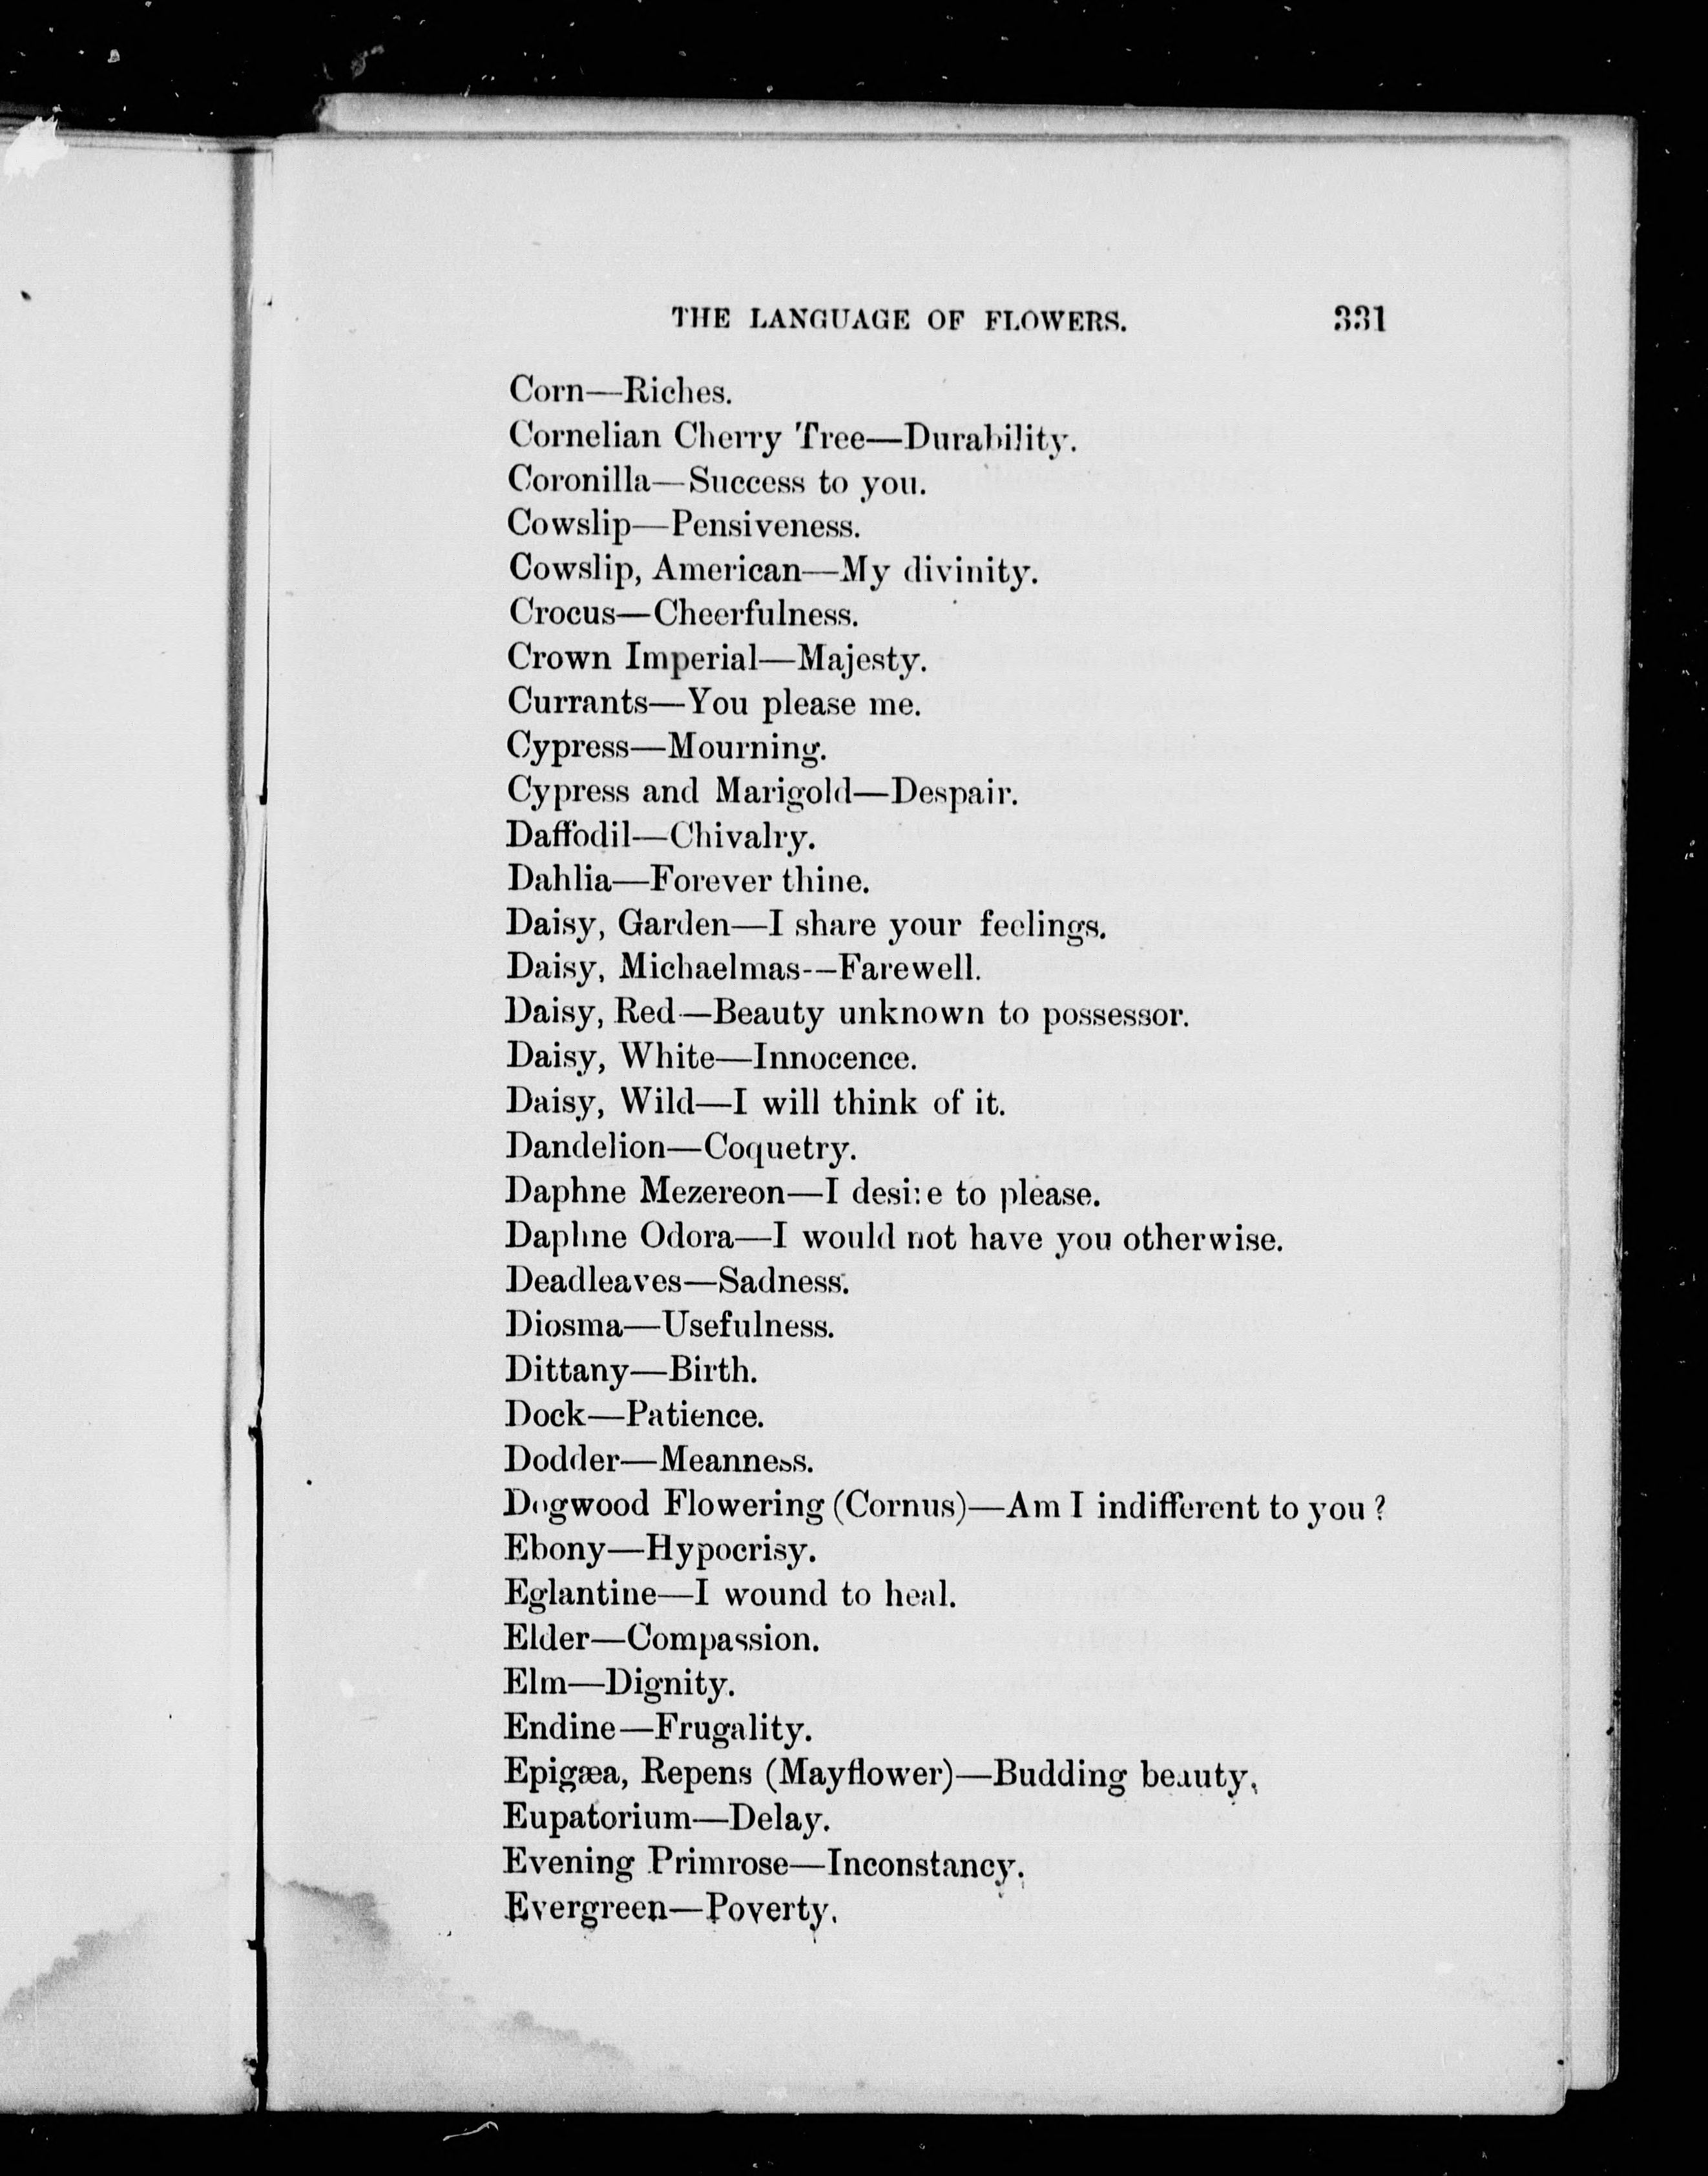 THE LANGUAGE OF FLOWERS. 331
Corn—Riches.
Cornelian Cherry Tree—Durability.
Coronilla—Success to you.
Cowslip—Pensiveness.
Cowslip, American—My divinity.
Crocus—Cheerfulness.
Crown Imperial—Majesty.
Currants—You please me.
Cypress—Mourning.
Cypress and Marigold—Despair.
Daffodil—Chivalry.
Dahlia—Forever thine.
Daisy, Garden—I share your feelings.
Daisy, Michaelmas—Farewell.
Daisy, Red—Beauty unknown to possessor.
Daisy, White—Innocence.
Daisy, Wild—I will think of it.
Dandelion—Coquetry.
Daphne Mezereon—I desire to please.
Daphne Odora—I would not have you otherwise.
Deadleaves—Sadness.
Diosma—Usefulness.
Dittany—Birth.
Dock—Patience.
Dodder—Meanness.
Dogwood Flowering (Cornus)—Am I indifferent to you ?
Ebony—Hypocrisy.
Eglantine—I wound to heal.
Elder—Compassion.
Elm—Dignity.
Endine—Frugality.
Epigæa, Repens (Mayflower)—Budding beauty.
Eupatorium—Delay.
Evening Primrose—Inconstancy.
Evergreen—Poverty.